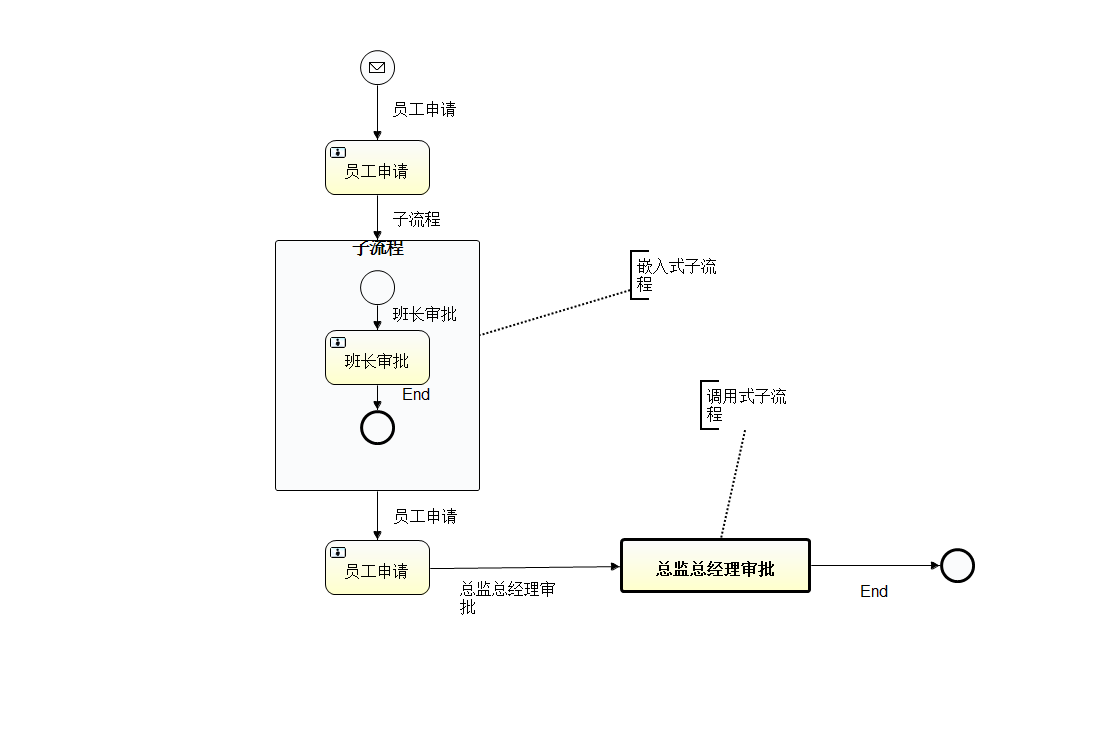 员工申请
员工申请
子流程
子流程
嵌入式子流
程
班长审批
班长审批
End
调用式子流
程
员工申请
员工申请
总监总经理审批
总监总经理审
批
End